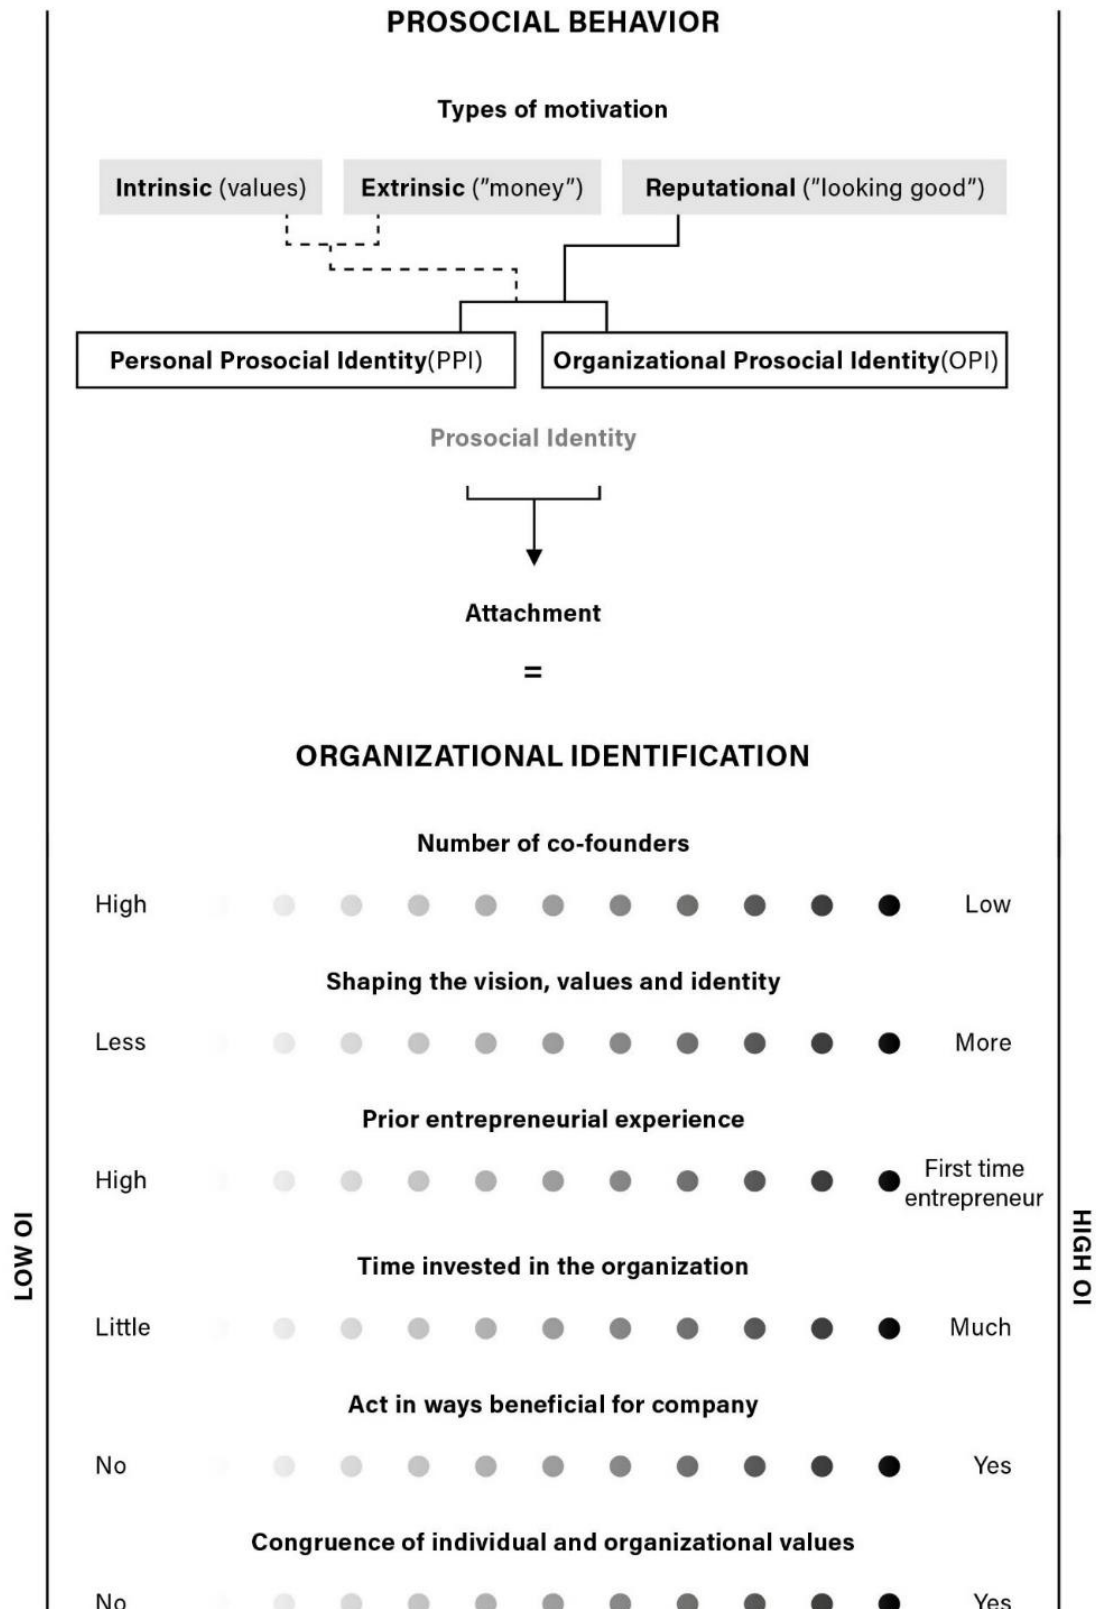 PROSOCIAL BEHAVIOR
Types of motivation
Intrinsic (values)
Extrinsic ("money")
Reputational ("looking good")
Personal Prosocial Identity(PPI)
Organizational Prosocial Identity(OPI)
Prosocial Identity
Attachment
=
ORGANIZATIONAL IDENTIFICATION
Number of co-founders
High
Low
Shaping the vision, values and identity
Less
More
Prior entrepreneurial experience
High
First time
entrepreneur
LOW OI
HIGH OI
Time invested in the organization
Little
Much
Act in ways beneficial for company
No
Yes
Congruence of individual and organizational values
No
Yes